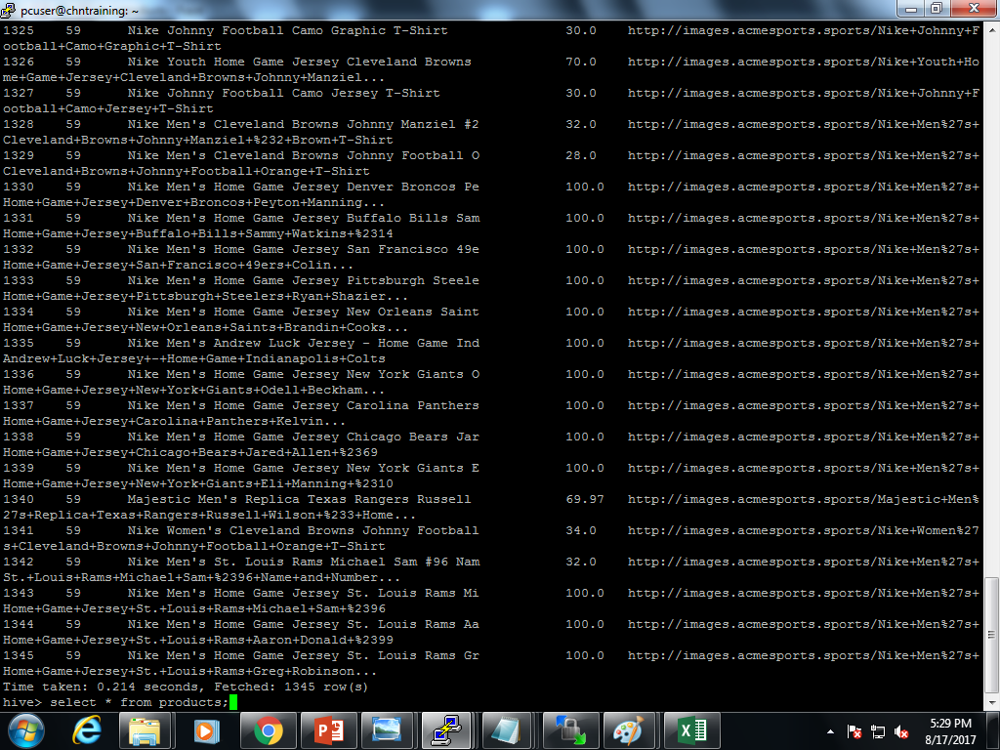 pcuser@chntraining: ~
1325 59 Nike Johnny Football Camo Graphic T-Shirt 30.0 http://images.acmesports.sports/Nike+Johnny+F
ootball+Camo+Graphic+T-Shirt
1326 59 Nike Youth Home Game Jersey Cleveland Browns 70.0 http://images.acmesports.sports/Nike+Youth+Ho
me+Game+Jersey+Cleveland+Browns+Johnny+Manziel...
1327 59 Nike Johnny Football Camo Jersey T-Shirt 30.0 http://images.acmesports.sports/Nike+Johnny+F
ootball+Camo+Jersey+T-Shirt
1328 59 Nike Men's Cleveland Browns Johnny Manziel #2 32.0 http://images.acmesports.sports/Nike+Men%27s+
Cleveland+Browns+Johnny+Manziel+%232+Brown+T-Shirt
1329 59 Nike Men's Cleveland Browns Johnny Football O 28.0 http://images.acmesports.sports/Nike+Men%27s+
Cleveland+Browns+Johnny+Football+Orange+T-Shirt
1330 59 Nike Men's Home Game Jersey Denver Broncos Pe 100.0 http://images.acmesports.sports/Nike+Men%27s+
Home+Game+Jersey+Denver+Broncos+Peyton+Manning...
1331 59 Nike Men's Home Game Jersey Buffalo Bills Sam 100.0 http://images.acmesports.sports/Nike+Men%27s+
Home+Game+Jersey+Buffalo+Bills+Sammy+Watkins+%2314
1332 59 Nike Men's Home Game Jersey San Francisco 49e 100.0 http://images.acmesports.sports/Nike+Men%27s+
Home+Game+Jersey+San+Francisco+49ers+Colin...
1333 59 Nike Men's Home Game Jersey Pittsburgh Steele 100.0 http://images.acmesports.sports/Nike+Men%27s+
Home+Game+Jersey+Pittsburgh+Steelers+Ryan+Shazier...
1334 59 Nike Men's Home Game Jersey New Orleans Saint 100.0 http://images.acmesports.sports/Nike+Men%27s+
Home+Game+Jersey+New+Orleans+Saints+Brandin+Cooks...
1335 59 Nike Men's Andrew Luck Jersey - Home Game Ind 100.0 http://images.acmesports.sports/Nike+Men%27s+
Andrew+Luck+Jersey+-+Home+Game+Indianapolis+Colts
1336 59 Nike Men's Home Game Jersey New York Giants O 100.0 http://images.acmesports.sports/Nike+Men%27s+
Home+Game+Jersey+New+York+Giants+Odell+Beckham...
1337 59 Nike Men's Home Game Jersey Carolina Panthers 100.0 http://images.acmesports.sports/Nike+Men%27s+
Home+Game+Jersey+Carolina+Panthers+Kelvin...
1338 59 Nike Men's Home Game Jersey Chicago Bears Jar 100.0 http://images.acmesports.sports/Nike+Men%27s+
Home+Game+Jersey+Chicago+Bears+Jared+Allen+%2369
1339 59 Nike Men's Home Game Jersey New York Giants E 100.0 http://images.acmesports.sports/Nike+Men%27s+
Home+Game+Jersey+New+York+Giants+Eli+Manning+%2310
1340 59 Majestic Men's Replica Texas Rangers Russell 69.97 http://images.acmesports.sports/Majestic+Men%
27s+Replica+Texas+Rangers+Russell+Wilson+%233+Home...
1341 59 Nike Women's Cleveland Browns Johnny Football 34.0 http://images.acmesports.sports/Nike+Women%27
s+Cleveland+Browns+Johnny+Football+Orange+T-Shirt
1342 59 Nike Men's St. Louis Rams Michael Sam #96 Nam 32.0 http://images.acmesports.sports/Nike+Men%27s+
St.+Louis+Rams+Michael+Sam+%2396+Name+and+Number...
1343 59 Nike Men's Home Game Jersey St. Louis Rams Mi 100.0 http://images.acmesports.sports/Nike+Men%27s+
Home+Game+Jersey+St.+Louis+Rams+Michael+Sam+%2396
1344 59 Nike Men's Home Game Jersey St. Louis Rams Aa 100.0 http://images.acmesports.sports/Nike+Men%27s+
Home+Game+Jersey+St.+Louis+Rams+Aaron+Donald+%2399
1345 59 Nike Men's Home Game Jersey St. Louis Rams Gr 100.0 http://images.acmesports.sports/Nike+Men%27s+
Home+Game+Jersey+St.+Louis+Rams+Greg+Robinson...
Time taken: 0.214 seconds, Fetched: 1345 row(s)
hive> select * from products;
5:29 PM
8/17/2017